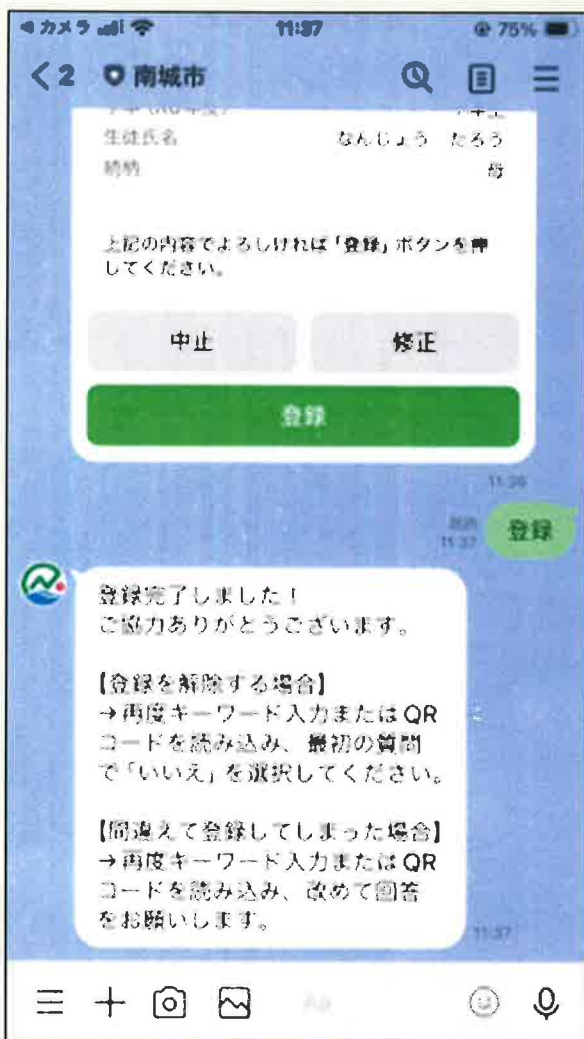 ◀カメラ 11:37 75%
< 2 南城市
生徒氏名 なんじょう たろう
続柄 母
上記の内容でよろしければ「登録」ボタンを押
してください。
中止 修正
登録
11:36
既読
11:37 登録
登録完了しました!
ご協力ありがとうございます。
【登録を解除する場合】
→再度キーワード入力またはQR
コードを読み込み、最初の質問
で「いいえ」を選択してください。
【間違えて登録してしまった場合】
→再度キーワード入力またはQR
コードを読み込み、改めて回答
をお願いします。
11:37
Aa